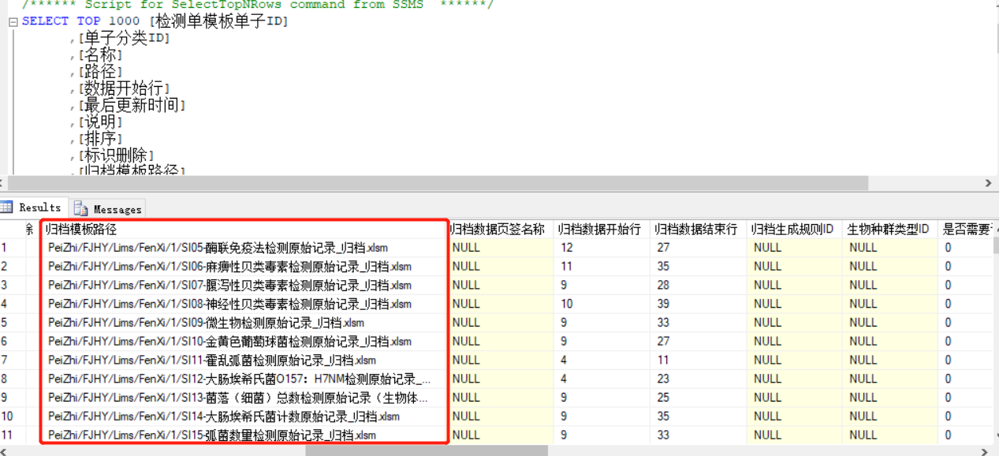 /****** Script for SelectTopNRows command from SSMS ******/
SELECT TOP 1000 [检测单模板单子ID]
,[单子分类ID]
,[名称]
,[路径]
,[数据开始行]
,[最后更新时间]
,[说明]
,[排序]
,[标识删除]
,[归档模板路径]
Results Messages
归档模板路径 归档数据页签名称 归档数据开始行 归档数据结束行 归档生成规则ID 生物种群类型ID 是否需要
1 PeiZhi/FJHY/Lims/FenXi/1/SI05-酶联免疫法检测原始记录_归档.xlsm NULL 12 27 NULL NULL 0
2 PeiZhi/FJHY/Lims/FenXi/1/SI06-麻痹性贝类毒素检测原始记录_归档.xlsm NULL 11 35 NULL NULL 0
3 PeiZhi/FJHY/Lims/FenXi/1/SI07-腹泻性贝类毒素检测原始记录_归档.xlsm NULL 9 28 NULL NULL 0
4 PeiZhi/FJHY/Lims/FenXi/1/SI08-神经性贝类毒素检测原始记录_归档.xlsm NULL 10 39 NULL NULL 0
5 PeiZhi/FJHY/Lims/FenXi/1/SI09-微生物检测原始记录_归档.xlsm NULL 9 33 NULL NULL 0
6 PeiZhi/FJHY/Lims/FenXi/1/SI10-金黄色葡萄球菌检测原始记录_归档.xlsm NULL 9 27 NULL NULL 0
7 PeiZhi/FJHY/Lims/FenXi/1/SI11-霍乱弧菌检测原始记录_归档.xlsm NULL 4 11 NULL NULL 0
8 PeiZhi/FJHY/Lims/FenXi/1/SI12-大肠埃希氏菌O157：H7NM检测原始记录_... NULL 4 23 NULL NULL 0
9 PeiZhi/FJHY/Lims/FenXi/1/SI13-菌落（细菌）总数检测原始记录（生物体... NULL 9 25 NULL NULL 0
10 PeiZhi/FJHY/Lims/FenXi/1/SI14-大肠埃希氏菌计数原始记录_归档.xlsm NULL 9 35 NULL NULL 0
11 PeiZhi/FJHY/Lims/FenXi/1/SI15-弧菌数量检测原始记录_归档.xlsm NULL 9 33 NULL NULL 0